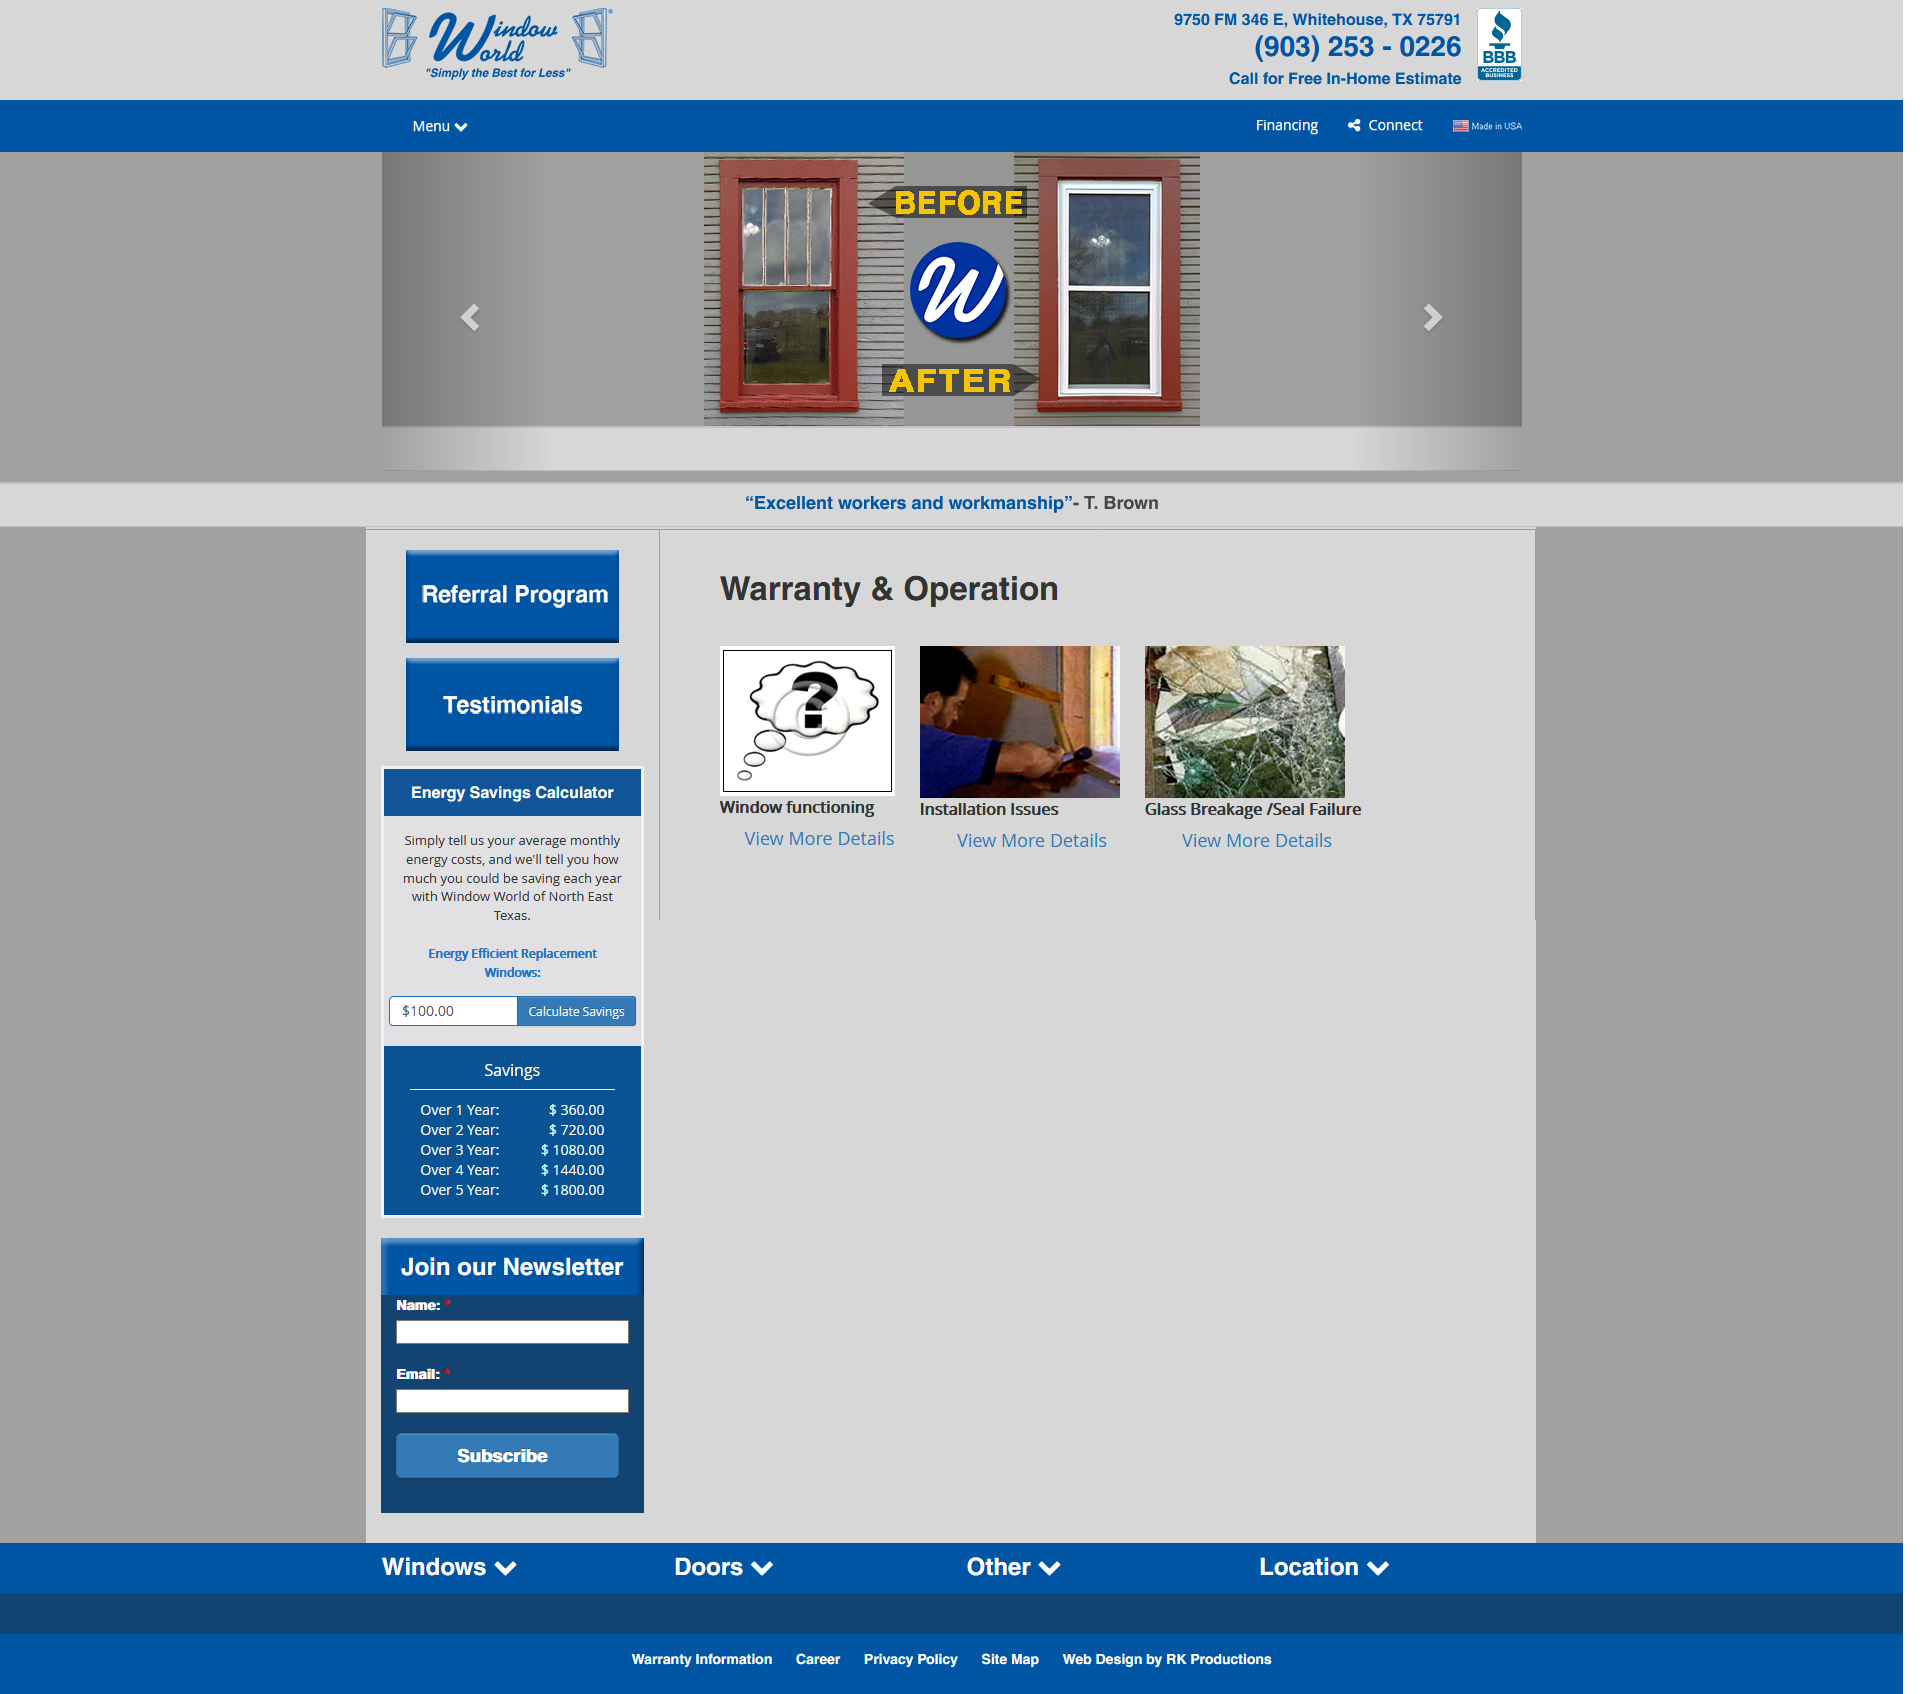 Window
World
"Simply the Best for Less"
9750 FM 346 E, Whitehouse, TX 75791
(903) 253 - 0226
Call for Free In-Home Estimate
BBB
ACCREDITED
BUSINESS
Menu
Financing
Connect
Made in USA
BEFORE
W
AFTER
“Excellent workers and workmanship”- T. Brown
Referral Program
Testimonials
Energy Savings Calculator
Simply tell us your average monthly
energy costs, and we'll tell you how
much you could be saving each year
with Window World of North East
Texas.
Energy Efficient Replacement
Windows:
$100.00
Calculate Savings
Savings
Over 1 Year: $ 360.00
Over 2 Year: $ 720.00
Over 3 Year: $ 1080.00
Over 4 Year: $ 1440.00
Over 5 Year: $ 1800.00
Join our Newsletter
Name: *
Email: *
Subscribe
Warranty & Operation
?
Window functioning
View More Details
Installation Issues
View More Details
Glass Breakage /Seal Failure
View More Details
Windows
Doors
Other
Location
Warranty Information
Career
Privacy Policy
Site Map
Web Design by RK Productions